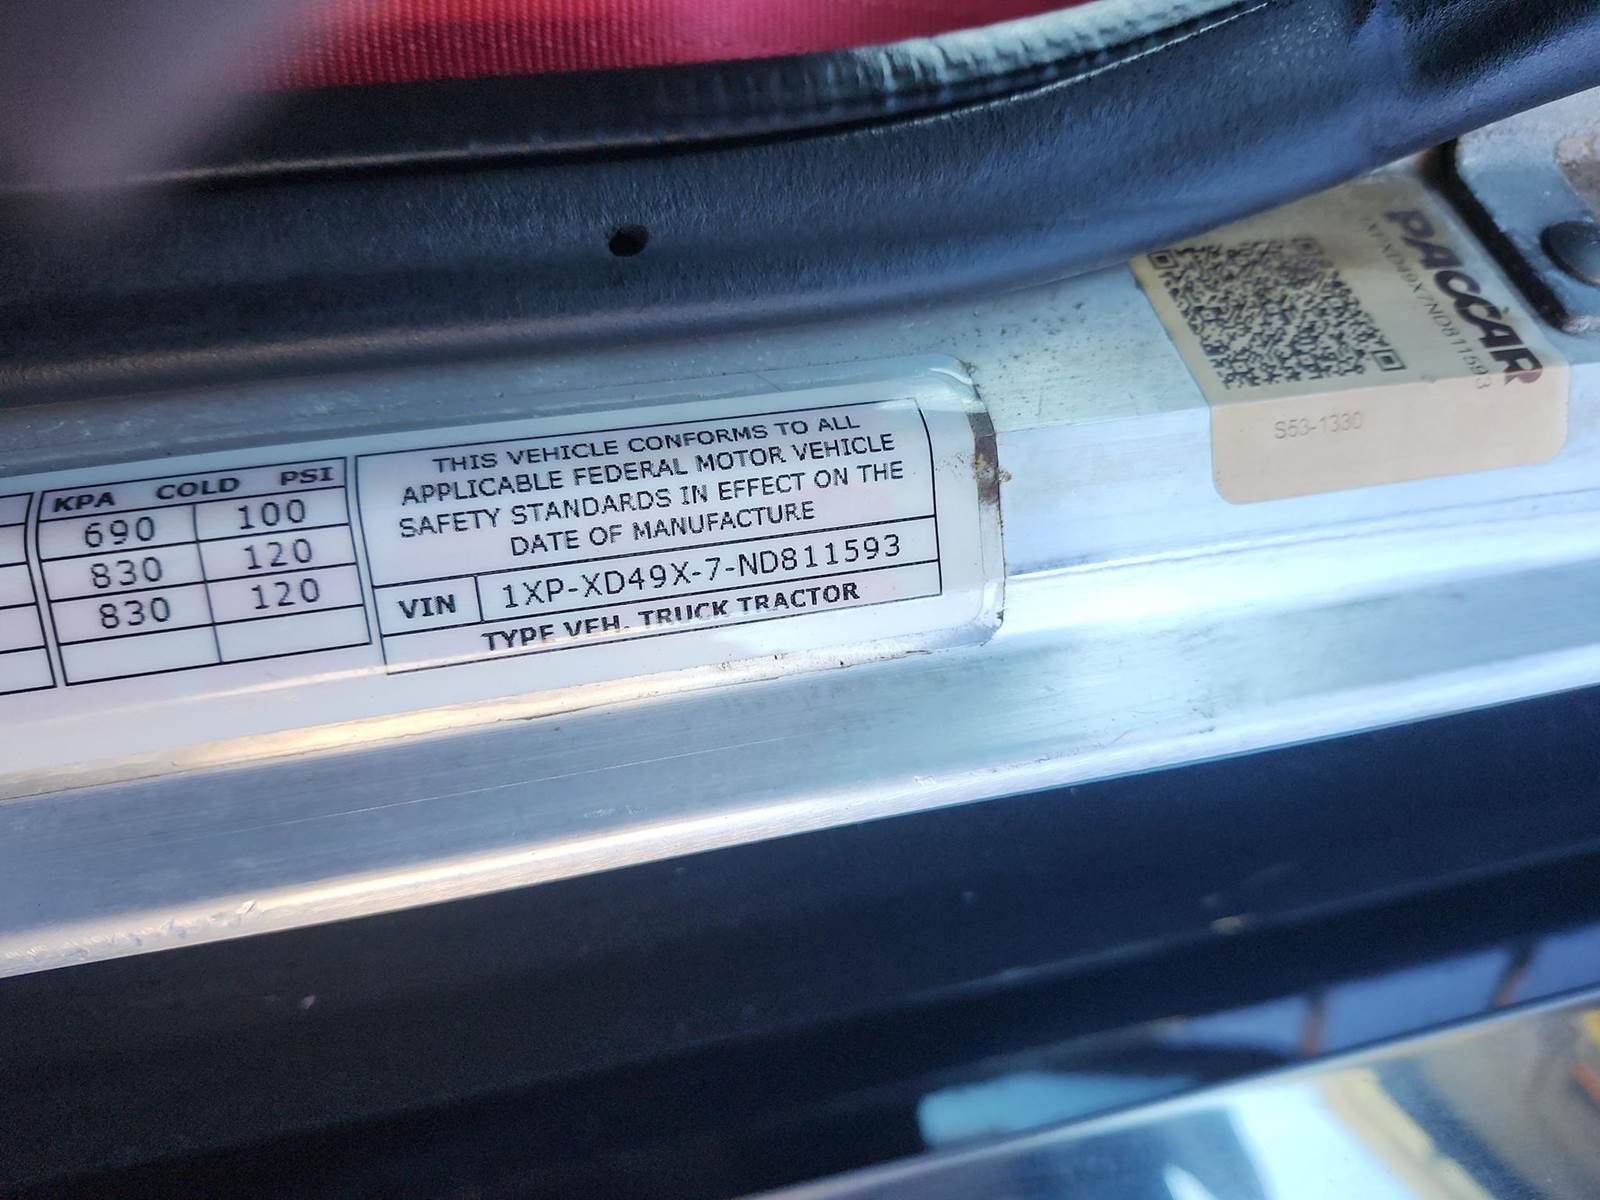 KPA COLD PSI
690 100
830 120
830 120
THIS VEHICLE CONFORMS TO ALL
APPLICABLE FEDERAL MOTOR VEHICLE
SAFETY STANDARDS IN EFFECT ON THE
DATE OF MANUFACTURE
VIN 1XP-XD49X-7-ND811593
TYPE VEH. TRUCK TRACTOR
PACCAR
1XPXD49X7ND811593
S53-1330